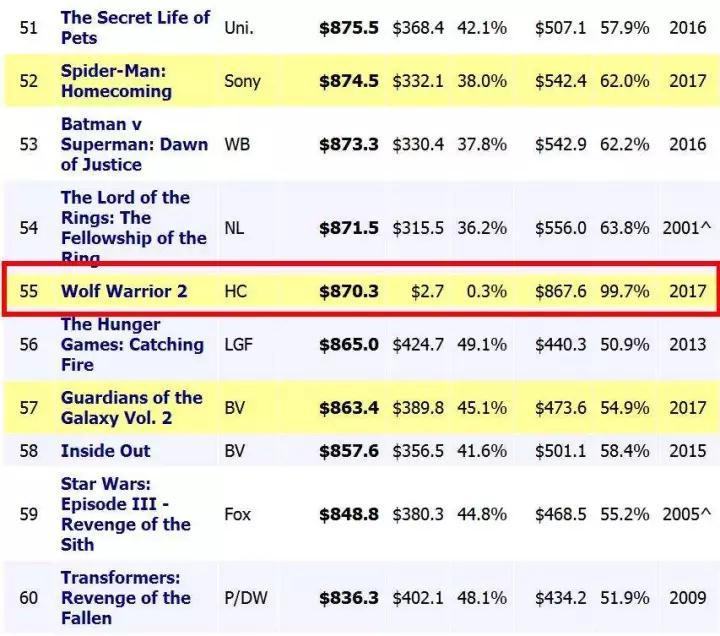 51 The Secret Life of Pets Uni. $875.5 $368.4 42.1% $507.1 57.9% 2016
52 Spider-Man: Homecoming Sony $874.5 $332.1 38.0% $542.4 62.0% 2017
53 Batman v Superman: Dawn of Justice WB $873.3 $330.4 37.8% $542.9 62.2% 2016
54 The Lord of the Rings: The Fellowship of the Ring NL $871.5 $315.5 36.2% $556.0 63.8% 2001^
55 Wolf Warrior 2 HC $870.3 $2.7 0.3% $867.6 99.7% 2017
56 The Hunger Games: Catching Fire LGF $865.0 $424.7 49.1% $440.3 50.9% 2013
57 Guardians of the Galaxy Vol. 2 BV $863.4 $389.8 45.1% $473.6 54.9% 2017
58 Inside Out BV $857.6 $356.5 41.6% $501.1 58.4% 2015
59 Star Wars: Episode III - Revenge of the Sith Fox $848.8 $380.3 44.8% $468.5 55.2% 2005^
60 Transformers: Revenge of the Fallen P/DW $836.3 $402.1 48.1% $434.2 51.9% 2009